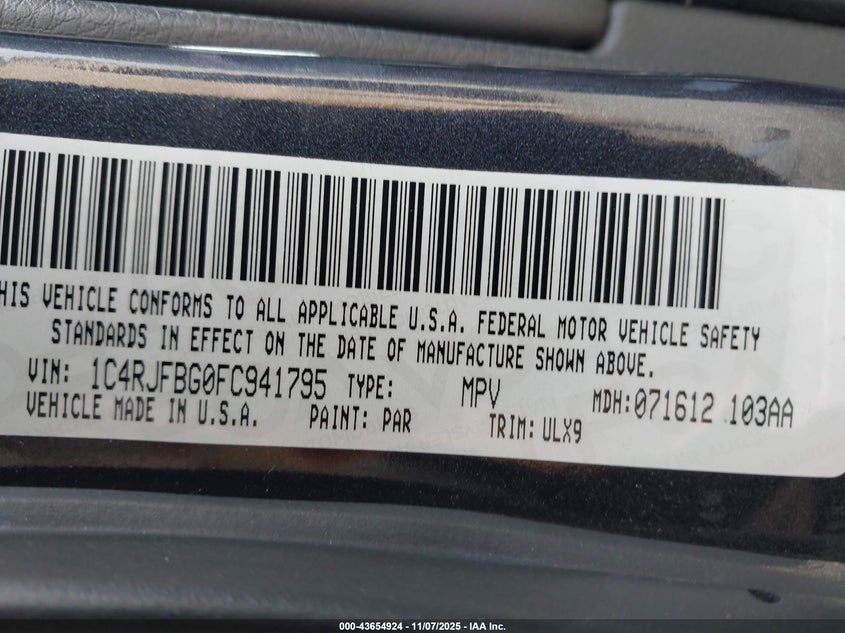 HIS VEHICLE CONFORMS TO ALL APPLICABLE U.S.A. FEDERAL MOTOR VEHICLE SAFETY
STANDARDS IN EFFECT ON THE DATE OF MANUFACTURE SHOWN ABOVE.
VIN: 1C4RJFBG0FC941795 TYPE: MPV MDH:071612 103AA
VEHICLE MADE IN U.S.A. PAINT: PAR TRIM: ULX9
000-43654924 | 11/07/2025 - IAA Inc.